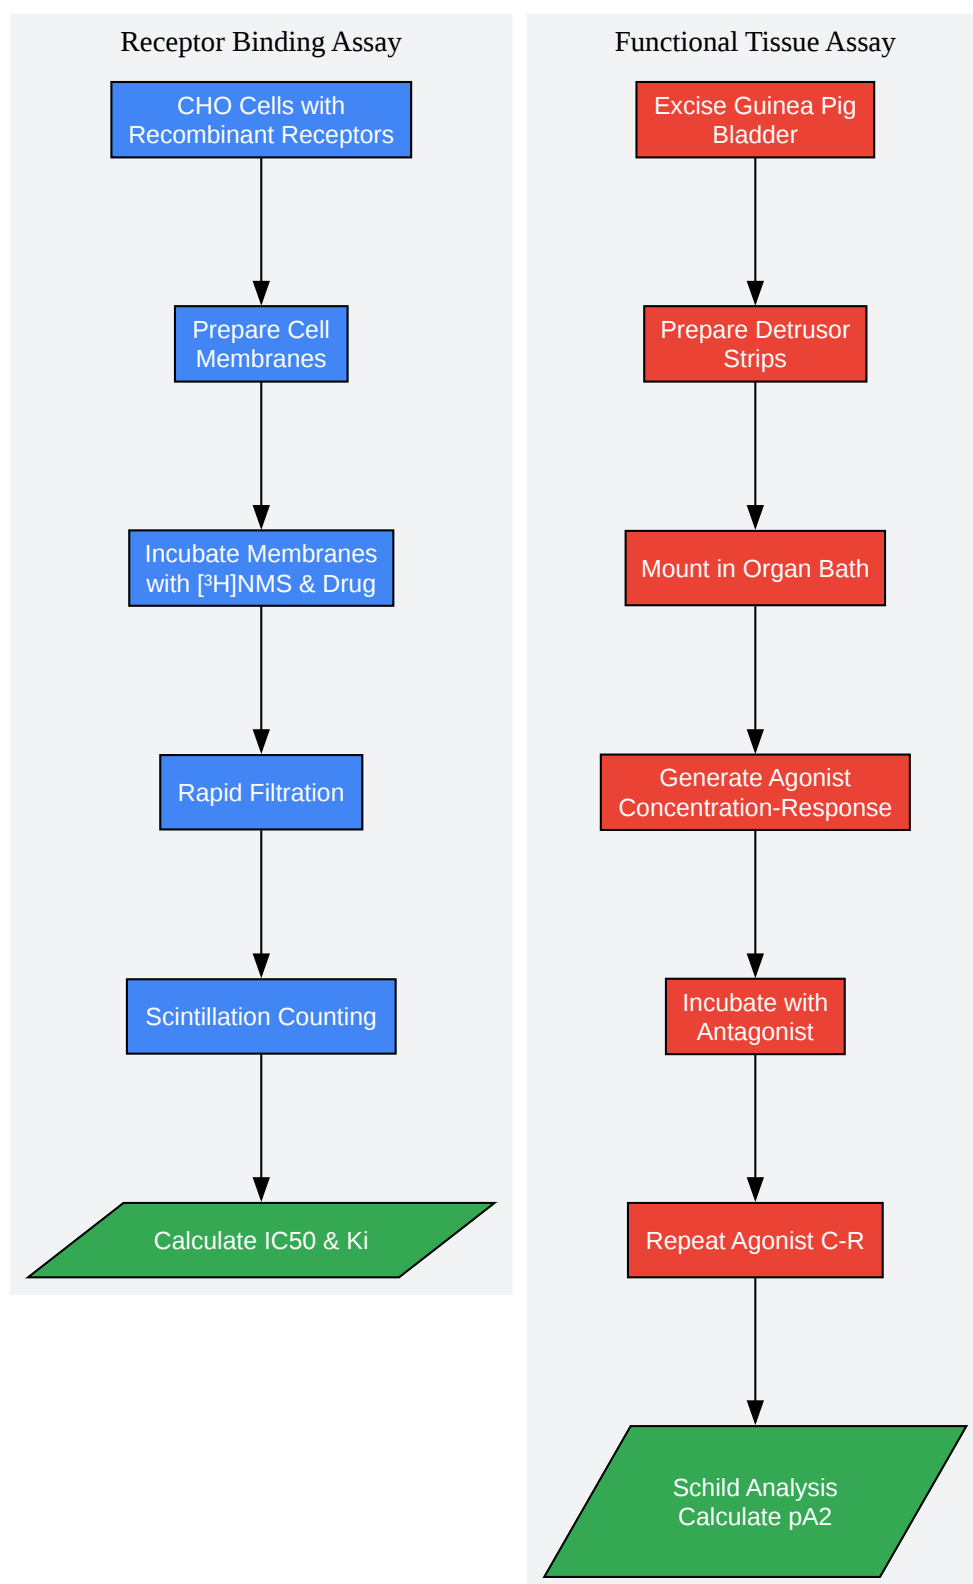 Receptor Binding Assay
CHO Cells with
Recombinant Receptors
Prepare Cell
Membranes
Incubate Membranes
with [³H]NMS & Drug
Rapid Filtration
Scintillation Counting
Calculate IC50 & Ki
Functional Tissue Assay
Excise Guinea Pig
Bladder
Prepare Detrusor
Strips
Mount in Organ Bath
Generate Agonist
Concentration-Response
Incubate with
Antagonist
Repeat Agonist C-R
Schild Analysis
Calculate pA2